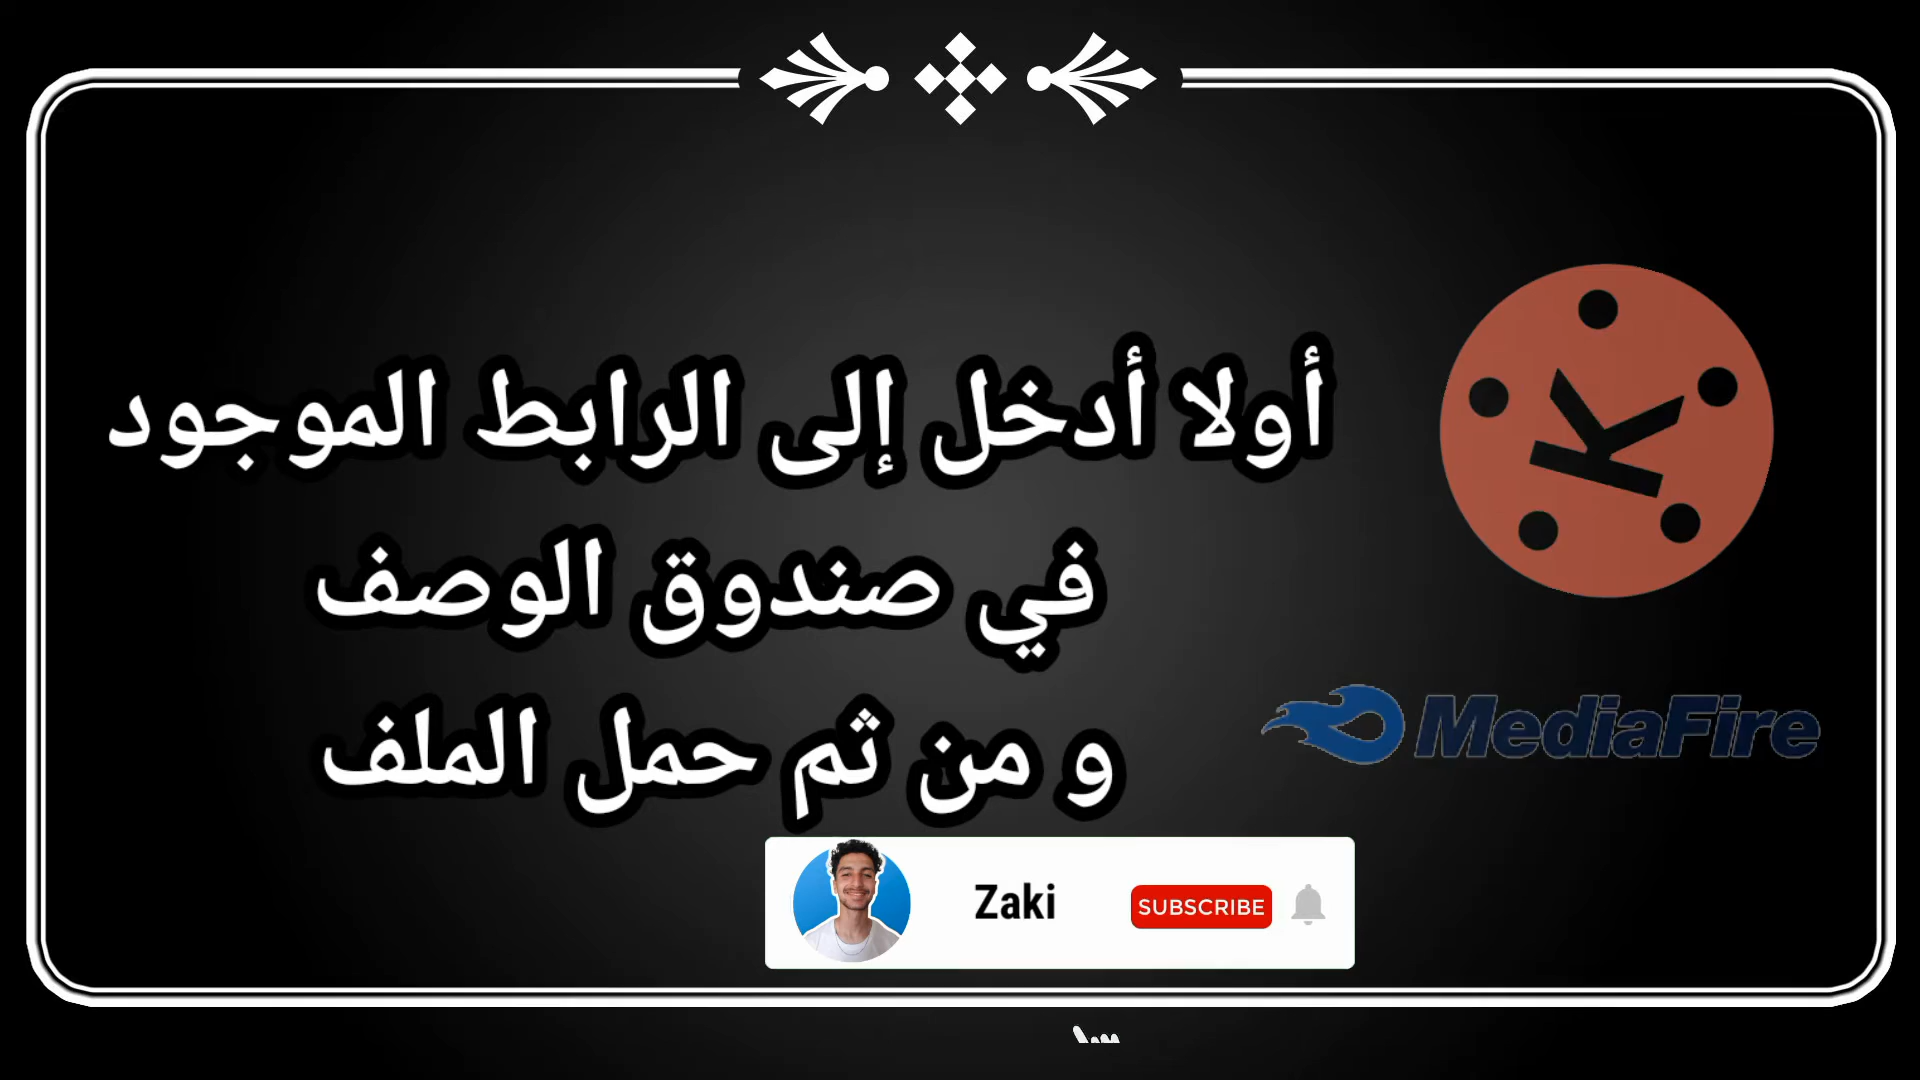 أولا أدخل إلى الرابط الموجود
في صندوق الوصف
و من ثم حمل الملف
K
MediaFire
Zaki
SUBSCRIBE